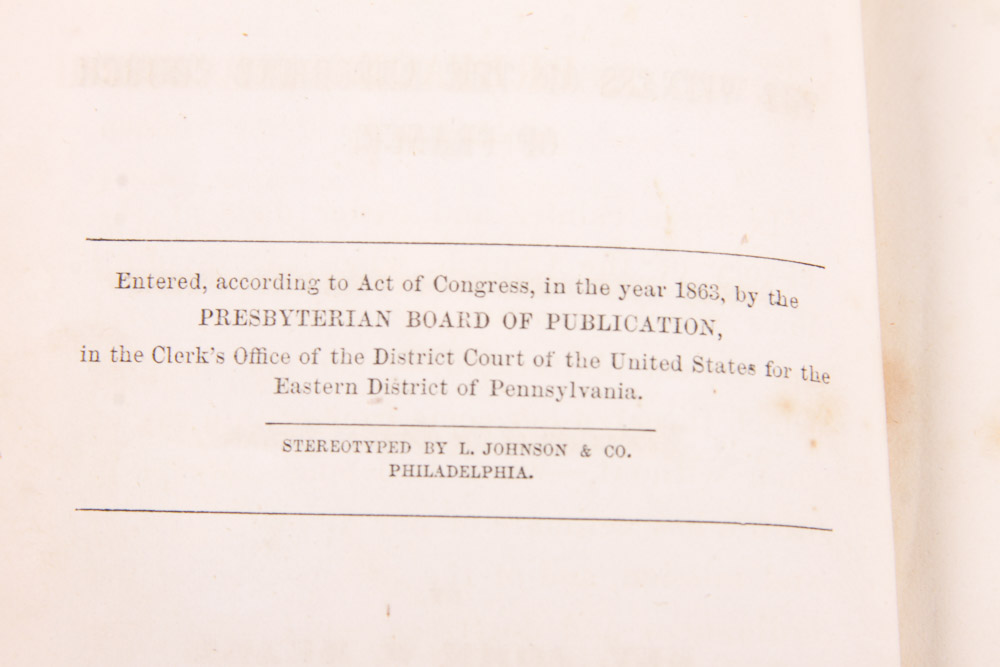 Entered, according to Act of Congress, in the year 1863, by the
PRESBYTERIAN BOARD OF PUBLICATION,
in the Clerk's Office of the District Court of the United States for the
Eastern District of Pennsylvania.
STEREOTYPED BY L. JOHNSON & CO.
PHILADELPHIA.